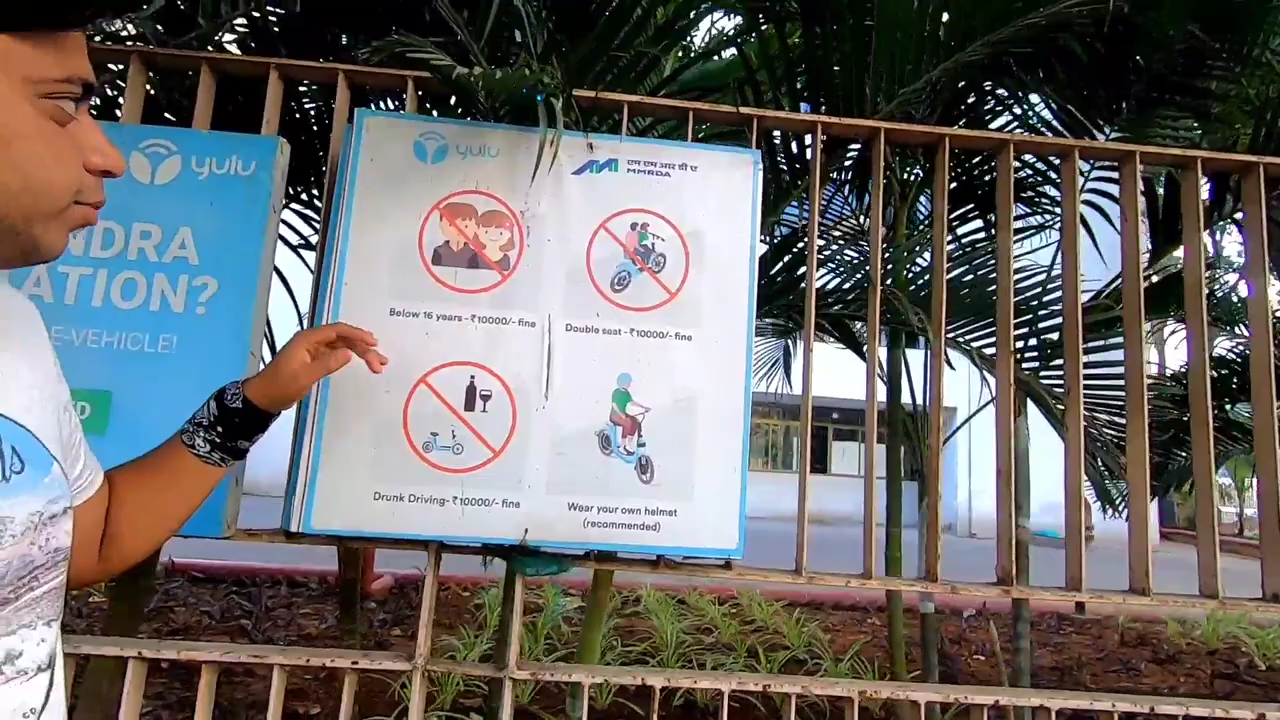 yulu
NDRA
ATION?
E-VEHICLE!
D
yulu
एम एम आर डी ए
MMRDA
Below 16 years - ₹10000/- fine
Double seat - ₹10000/- fine
Drunk Driving- ₹10000/- fine
Wear your own helmet
(recommended)